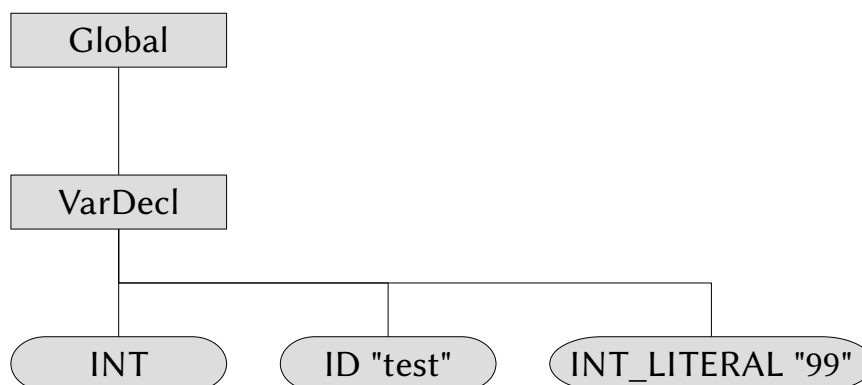 Global
VarDecl
INT
ID "test"
INT_LITERAL "99"